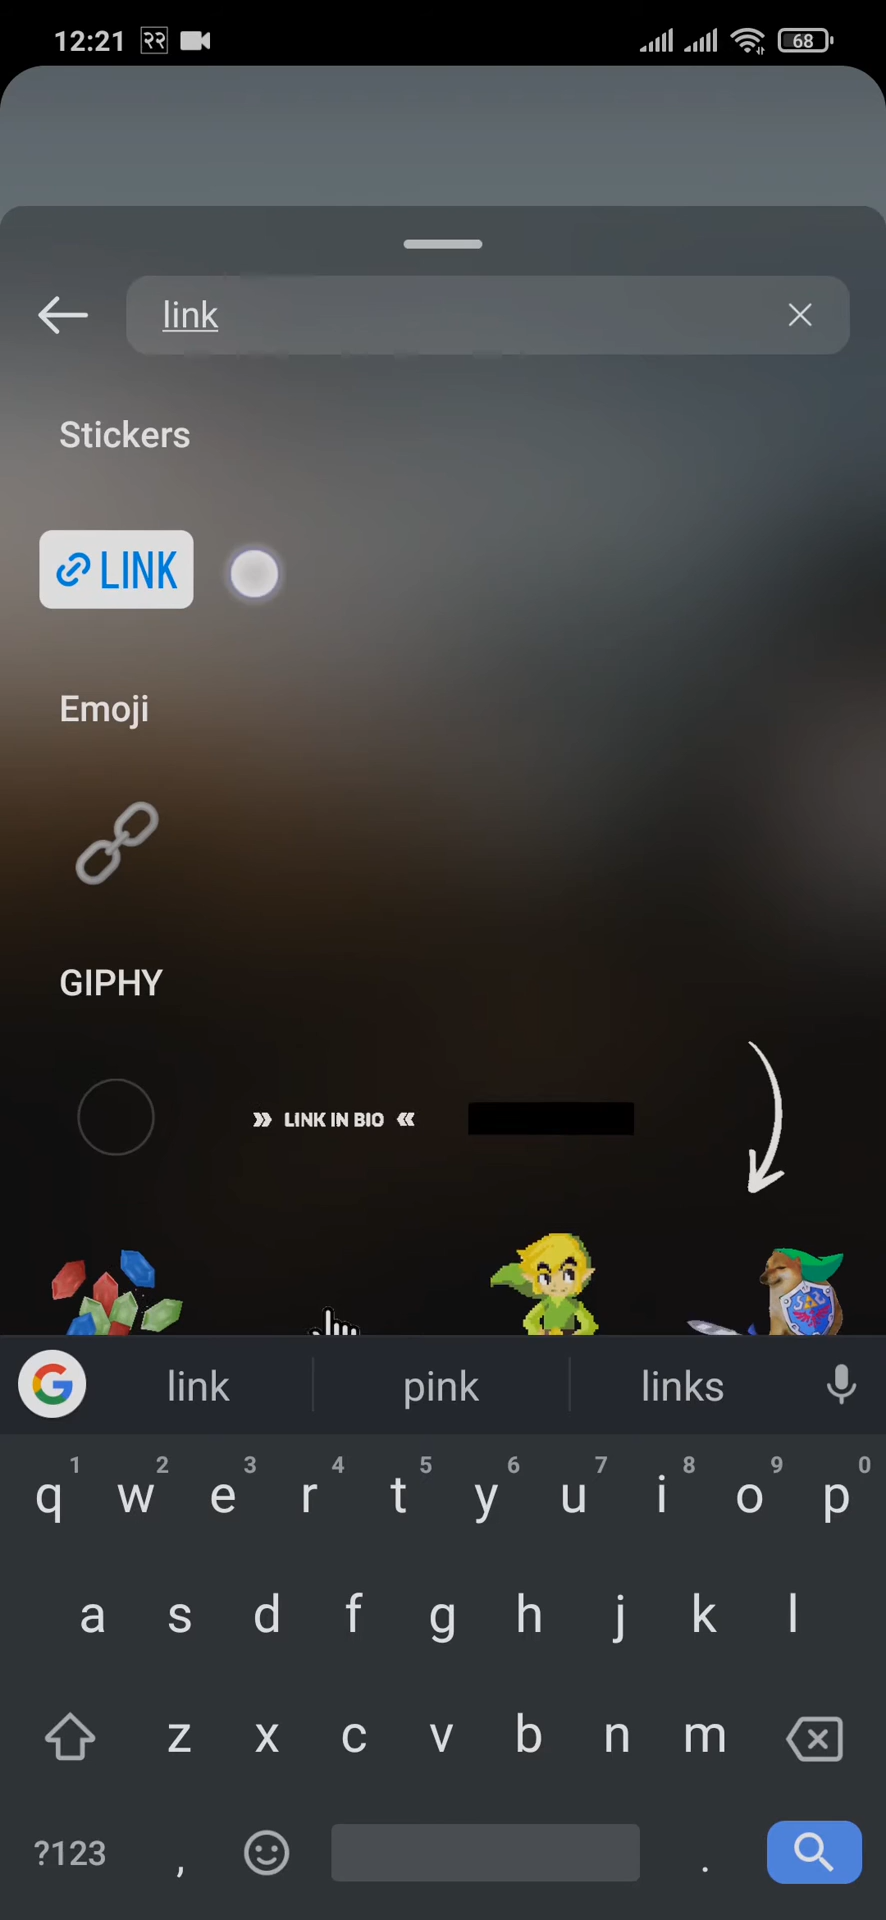 12:21 २२ 68
link
Stickers
LINK
Emoji
GIPHY
LINK IN BIO
link pink links
1 2 3 4 5 6 7 8 9 0
q w e r t y u i o p
a s d f g h j k l
z x c v b n m
?123 , .